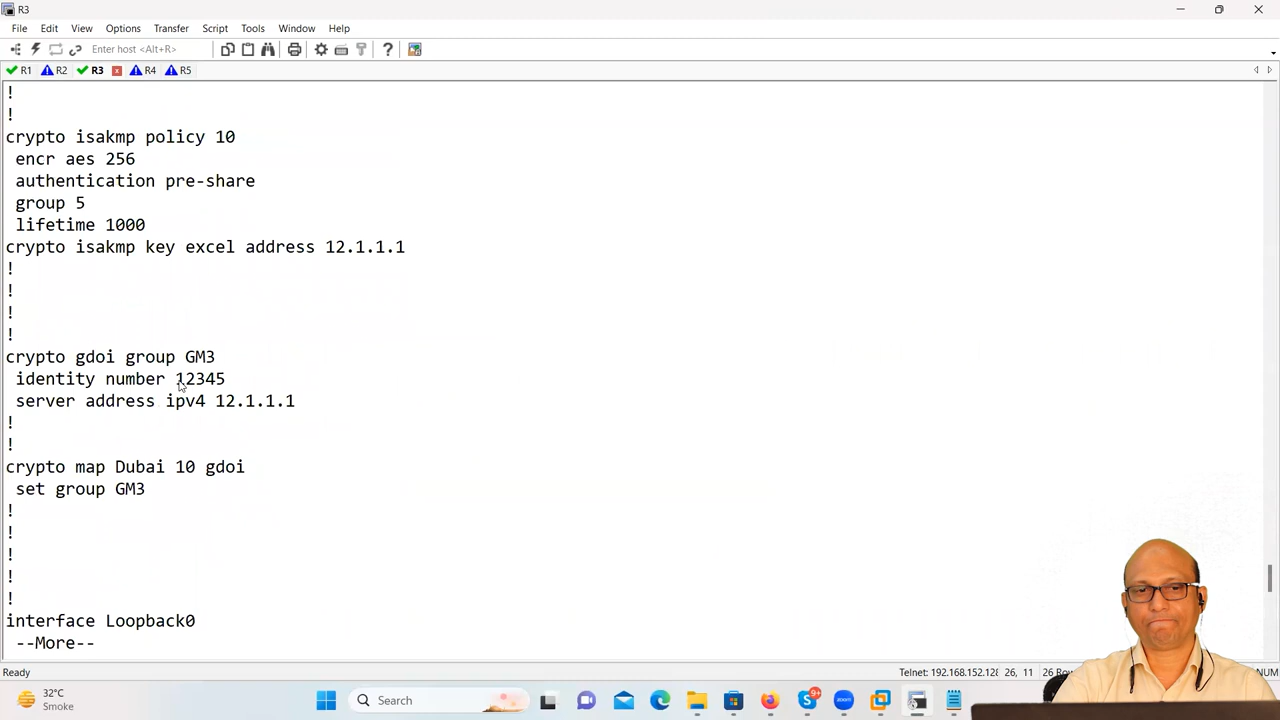 R3
File Edit View Options Transfer Script Tools Window Help
Enter host <Alt+R>
R1 R2 R3 R4 R5
!
!
crypto isakmp policy 10
encr aes 256
authentication pre-share
group 5
lifetime 1000
crypto isakmp key excel address 12.1.1.1
!
!
!
!
crypto gdoi group GM3
identity number 12345
server address ipv4 12.1.1.1
!
!
crypto map Dubai 10 gdoi
set group GM3
!
!
!
!
!
interface Loopback0
--More--
Ready Telnet: 192.168.152.128 26, 11 26 Row NUM
32°C
Smoke
Search
9+
zoom